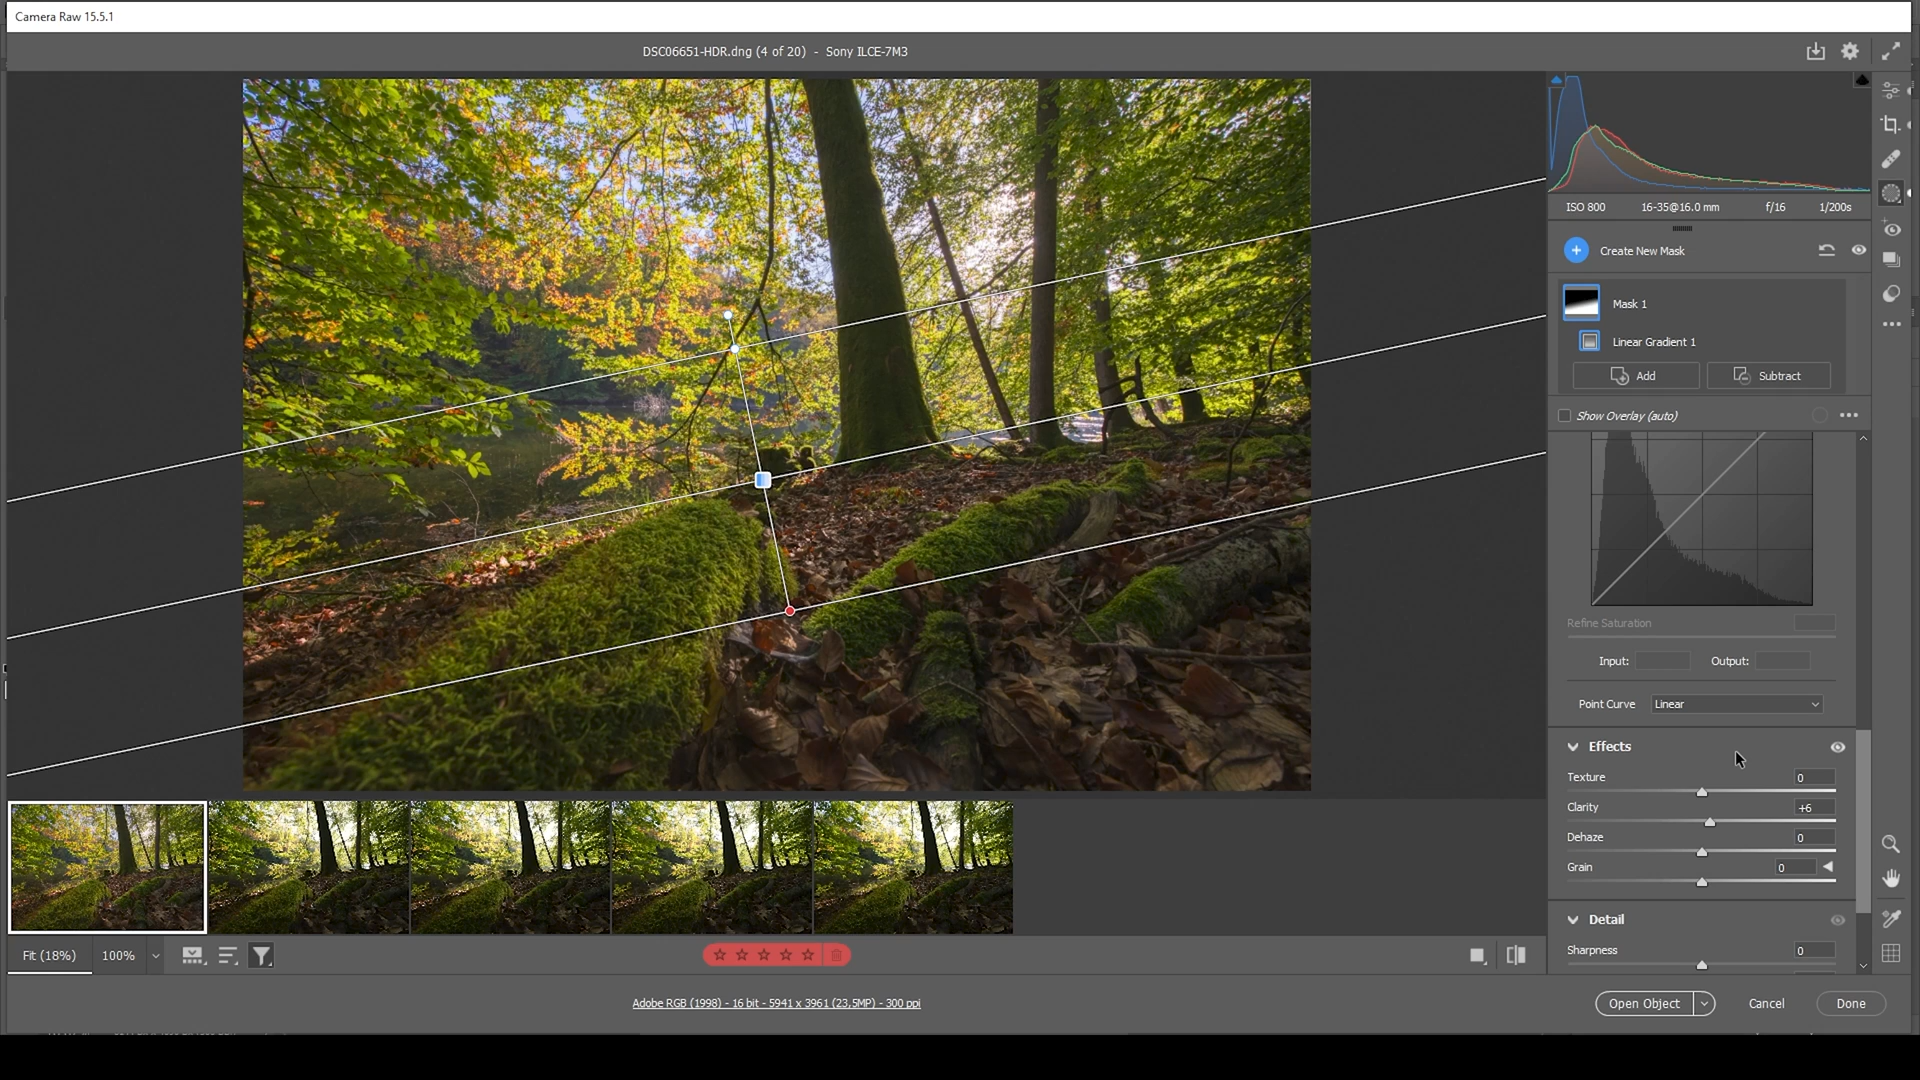 Camera Raw 15.5.1
DSC06651-HDR.dng (4 of 20) - Sony ILCE-7M3
ISO 800 16-35@16.0 mm f/16 1/200s
Create New Mask
Mask 1
Linear Gradient 1
Add Subtract
Show Overlay (auto)
Refine Saturation
Input: Output:
Point Curve Linear
Effects
Texture 0
Clarity +6
Dehaze 0
Grain 0
Detail
Sharpness 0
Fit (18%) 100%
Adobe RGB (1998) - 16 bit - 5941 x 3961 (23,5MP) - 300 ppi
Open Object Cancel Done